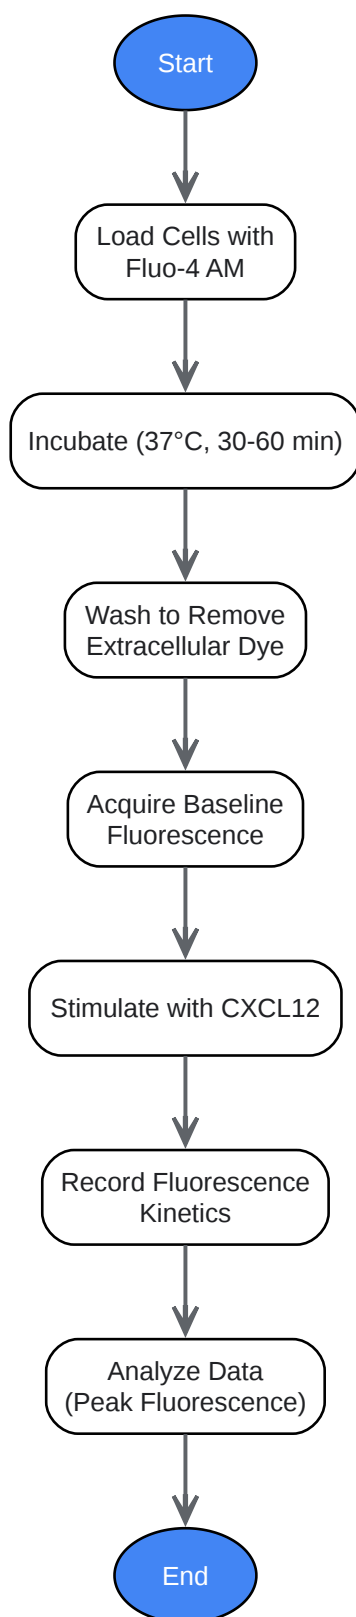 Start
Load Cells with
Fluo-4 AM
Incubate (37°C, 30-60 min)
Wash to Remove
Extracellular Dye
Acquire Baseline
Fluorescence
Stimulate with CXCL12
Record Fluorescence
Kinetics
Analyze Data
(Peak Fluorescence)
End